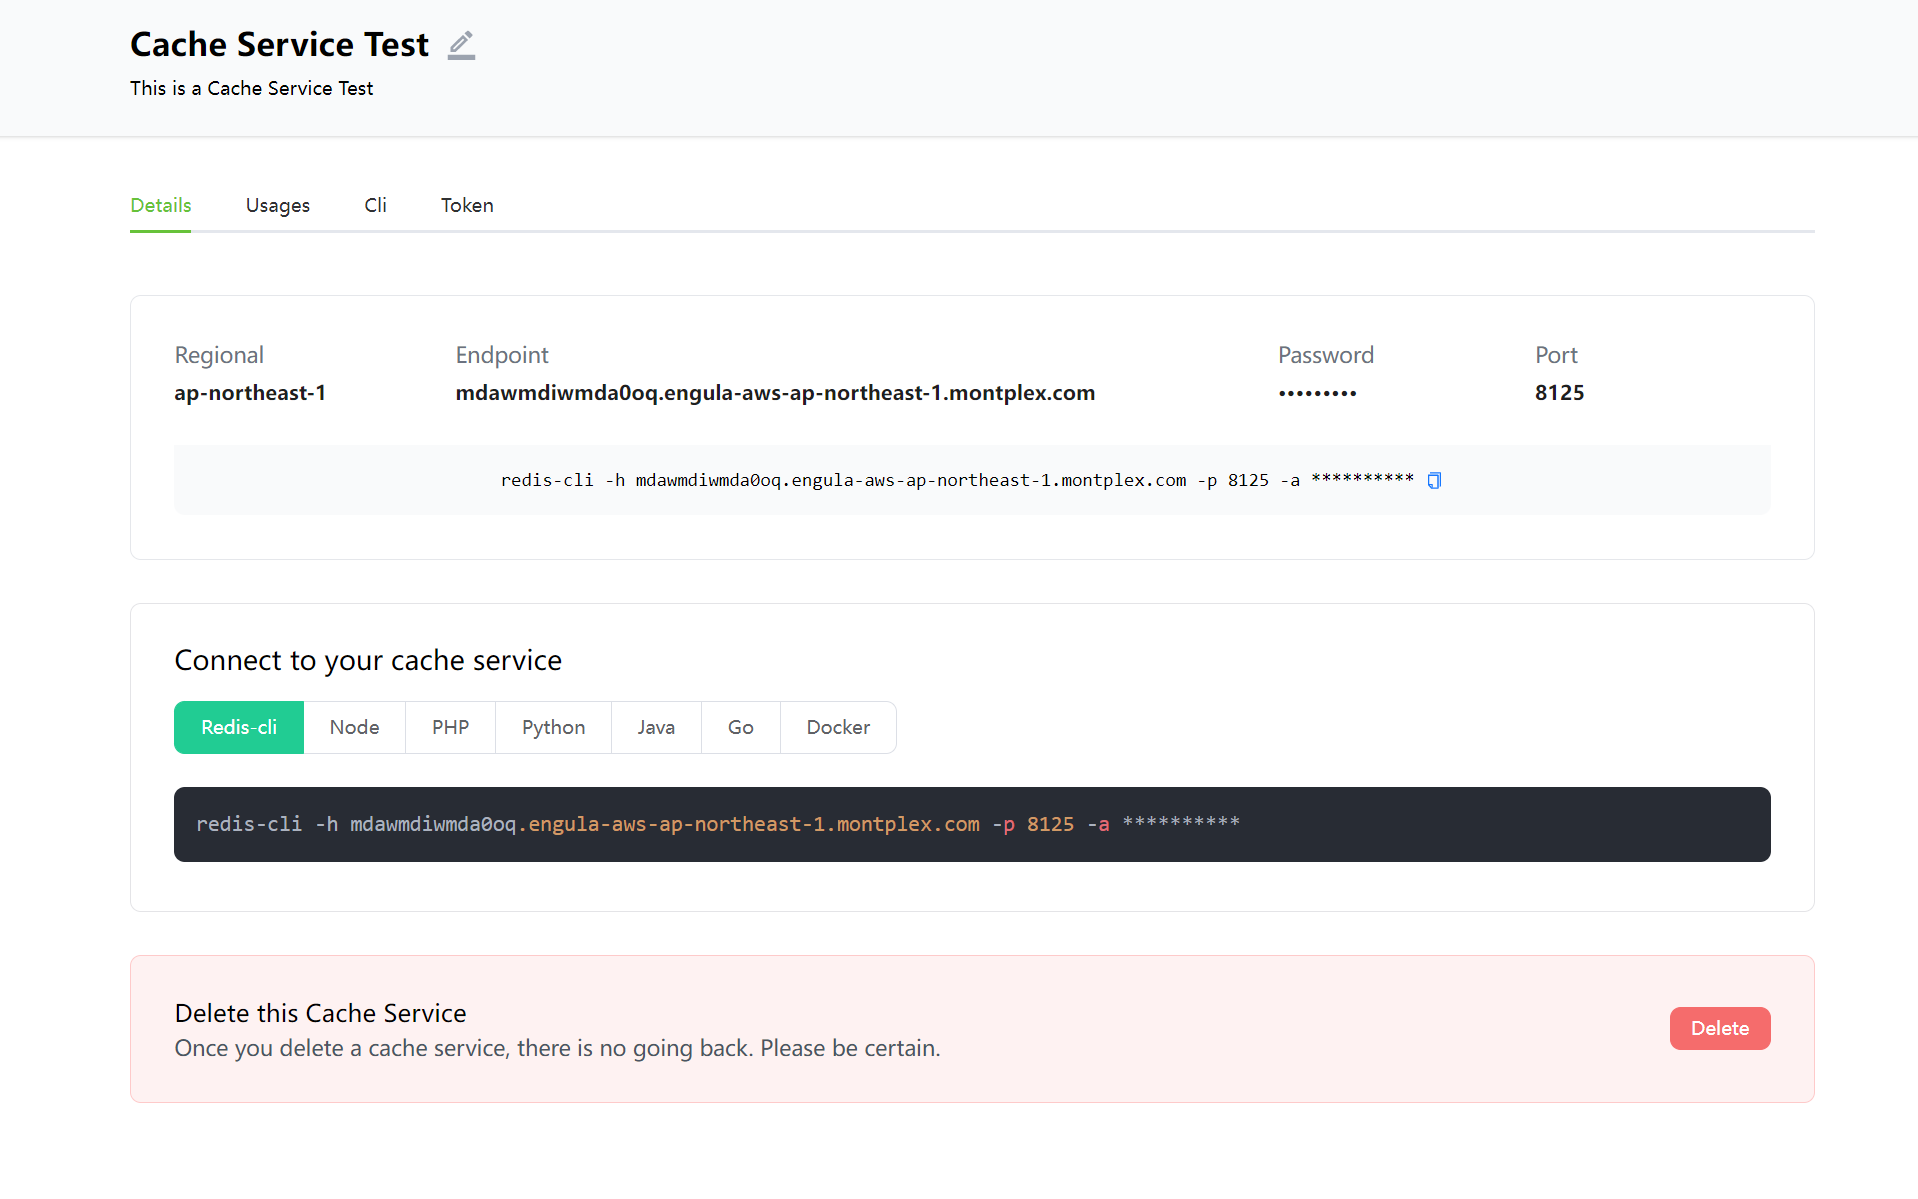 Cache Service Test
This is a Cache Service Test
Details Usages Cli Token
Regional Endpoint Password Port
ap-northeast-1 mdawmdiwmda0oq.engula-aws-ap-northeast-1.montplex.com ••••••••• 8125
redis-cli -h mdawmdiwmda0oq.engula-aws-ap-northeast-1.montplex.com -p 8125 -a **********
Connect to your cache service
Redis-cli Node PHP Python Java Go Docker
redis-cli -h mdawmdiwmda0oq.engula-aws-ap-northeast-1.montplex.com -p 8125 -a **********
Delete this Cache Service
Once you delete a cache service, there is no going back. Please be certain.
Delete